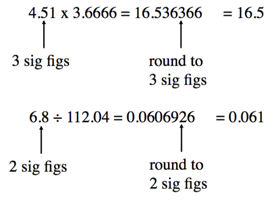 4.51 x 3.6666 = 16.536366 = 16.5
3 sig figs
round to
3 sig figs
6.8 ÷ 112.04 = 0.0606926 = 0.061
2 sig figs
round to
2 sig figs